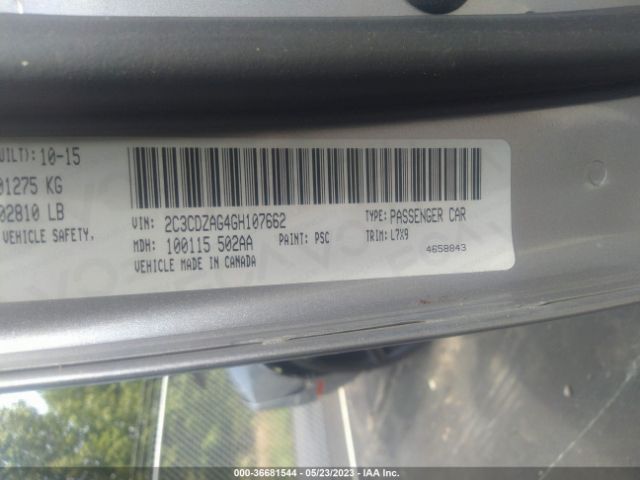 UILT): 10-15
01275 KG
02810 LB
VEHICLE SAFETY,
VIN: 2C3CDZAG4GH107662
TYPE: PASSENGER CAR
MDH: 100115 502AA
PAINT: PSC
TRIM: L7X9
VEHICLE MADE IN CANADA
4658843
000-36681544 — 05/23/2023 — IAA Inc.